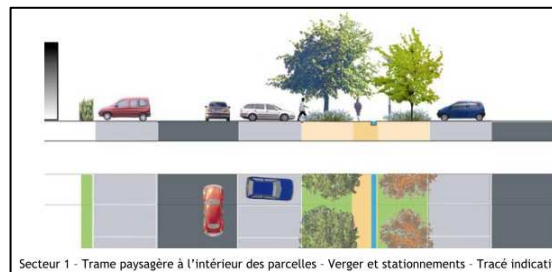 Secteur 1 - Trame paysagère à l'intérieur des parcelles - Verger et stationnements - Tracé indicati